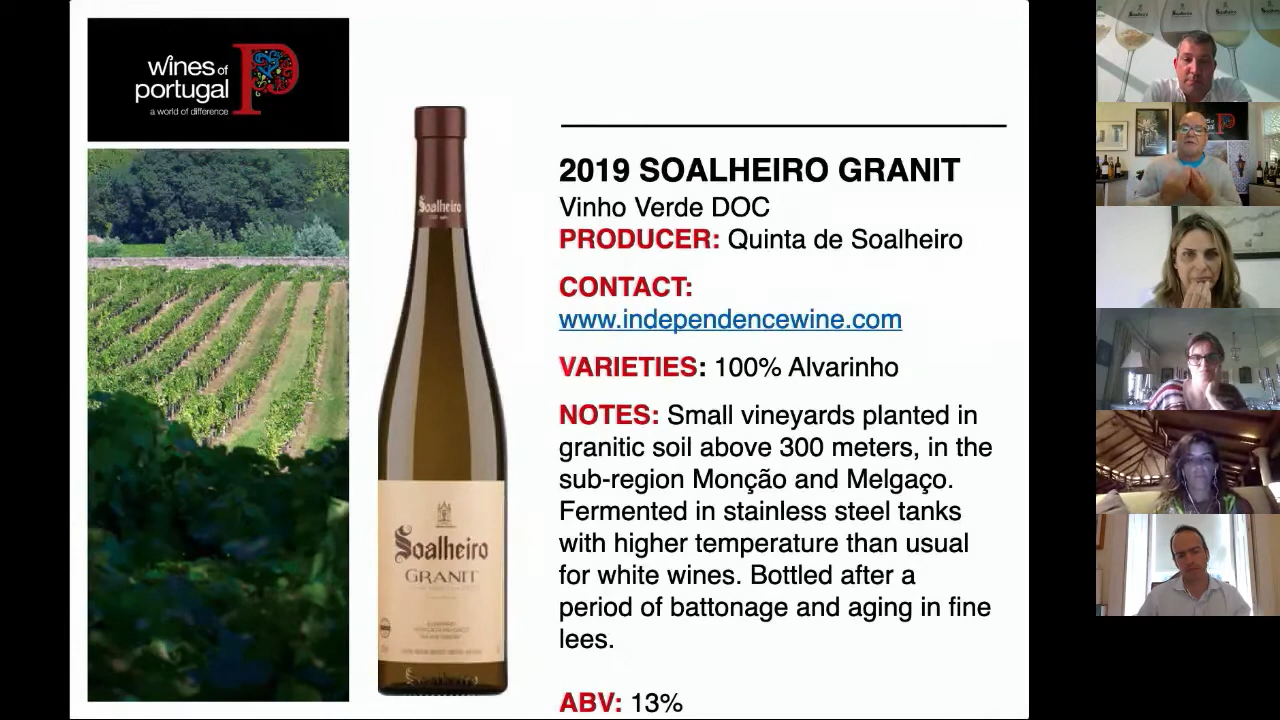 wines of
portugal
a world of difference
2019 SOALHEIRO GRANIT
Vinho Verde DOC
PRODUCER: Quinta de Soalheiro
CONTACT:
www.independencewine.com
VARIETIES: 100% Alvarinho
NOTES: Small vineyards planted in
granitic soil above 300 meters, in the
sub-region Monção and Melgaço.
Fermented in stainless steel tanks
with higher temperature than usual
for white wines. Bottled after a
period of battonage and aging in fine
lees.
ABV: 13%
Soalheiro
Soalheiro
GRANIT
Soalheiro